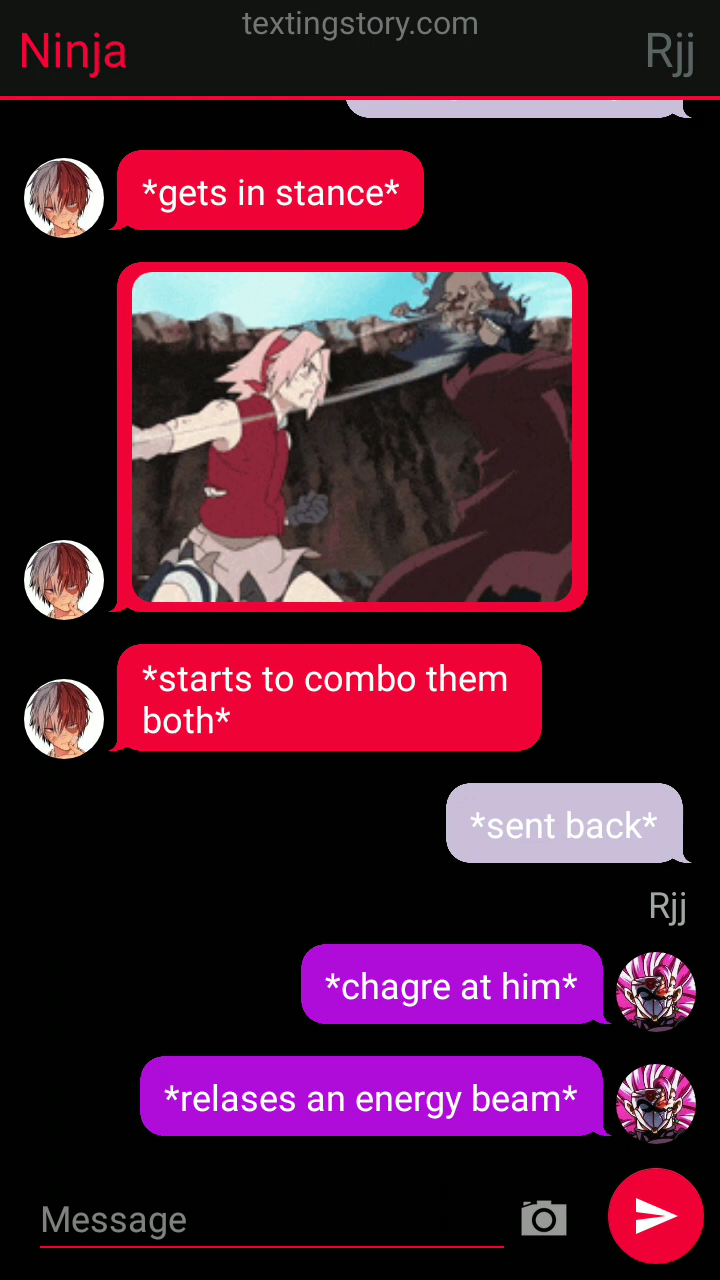 textingstory.com
Ninja
Rjj
*gets in stance*
*starts to combo them
both*
*sent back*
Rjj
*chagre at him*
*relases an energy beam*
Message